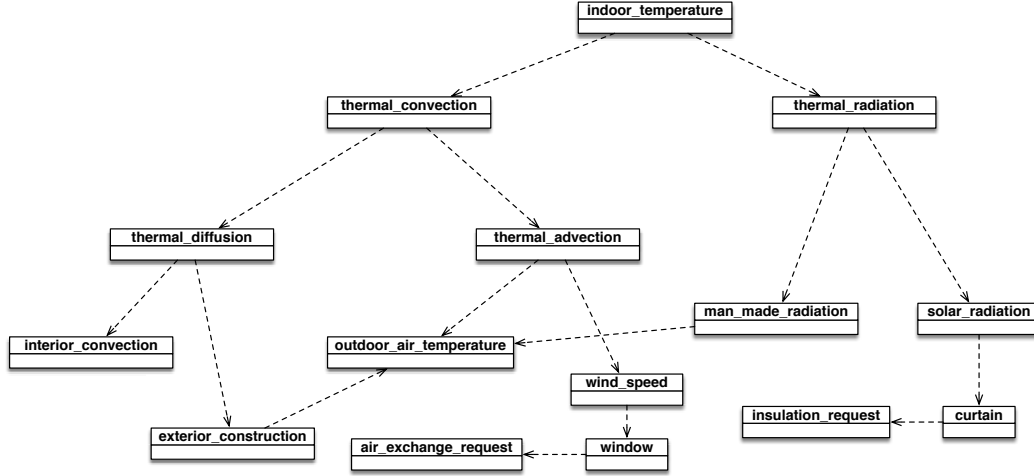 indoor_temperature
thermal_convection
thermal_radiation
thermal_diffusion
thermal_advection
man_made_radiation
solar_radiation
interior_convection
outdoor_air_temperature
wind_speed
insulation_request
curtain
exterior_construction
air_exchange_request
window